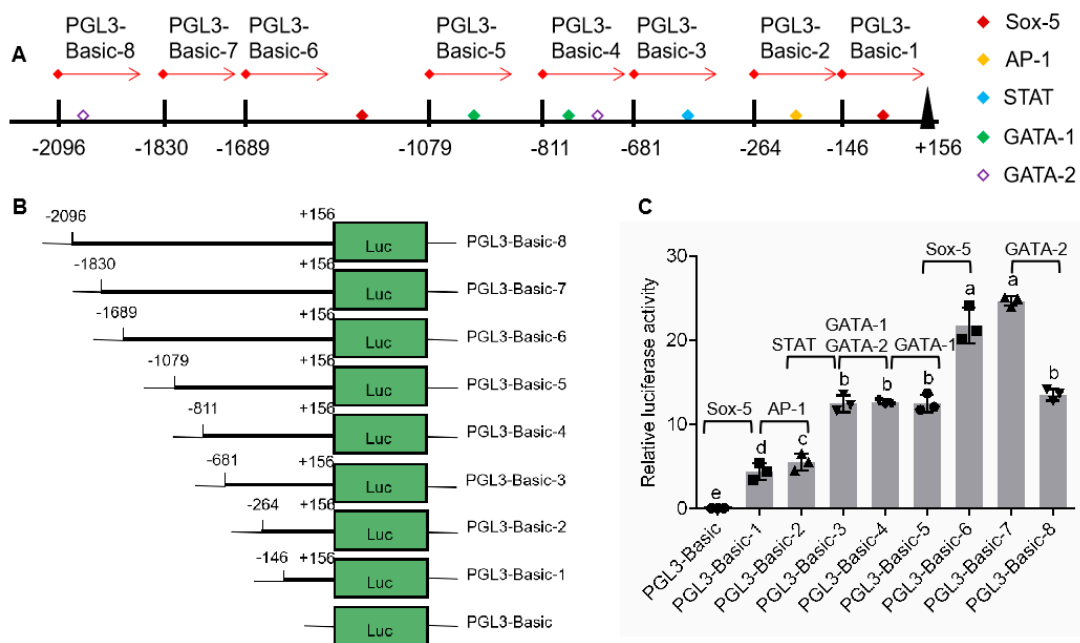 A
PGL3-
Basic-8
PGL3-
Basic-7
PGL3-
Basic-6
PGL3-
Basic-5
PGL3-
Basic-4
PGL3-
Basic-3
PGL3-
Basic-2
PGL3-
Basic-1
-2096
-1830
-1689
-1079
-811
-681
-264
-146
+156
Sox-5
AP-1
STAT
GATA-1
GATA-2
B
-2096
+156
Luc
PGL3-Basic-8
-1830
+156
Luc
PGL3-Basic-7
-1689
+156
Luc
PGL3-Basic-6
-1079
+156
Luc
PGL3-Basic-5
-811
+156
Luc
PGL3-Basic-4
-681
+156
Luc
PGL3-Basic-3
-264
+156
Luc
PGL3-Basic-2
-146
+156
Luc
PGL3-Basic-1
Luc
PGL3-Basic
C
Relative luciferase activity
30
20
10
0
Sox-5
AP-1
STAT
GATA-1
GATA-2
GATA-1
Sox-5
GATA-2
e
d
c
b
b
b
a
a
b
PGL3-Basic
PGL3-Basic-1
PGL3-Basic-2
PGL3-Basic-3
PGL3-Basic-4
PGL3-Basic-5
PGL3-Basic-6
PGL3-Basic-7
PGL3-Basic-8